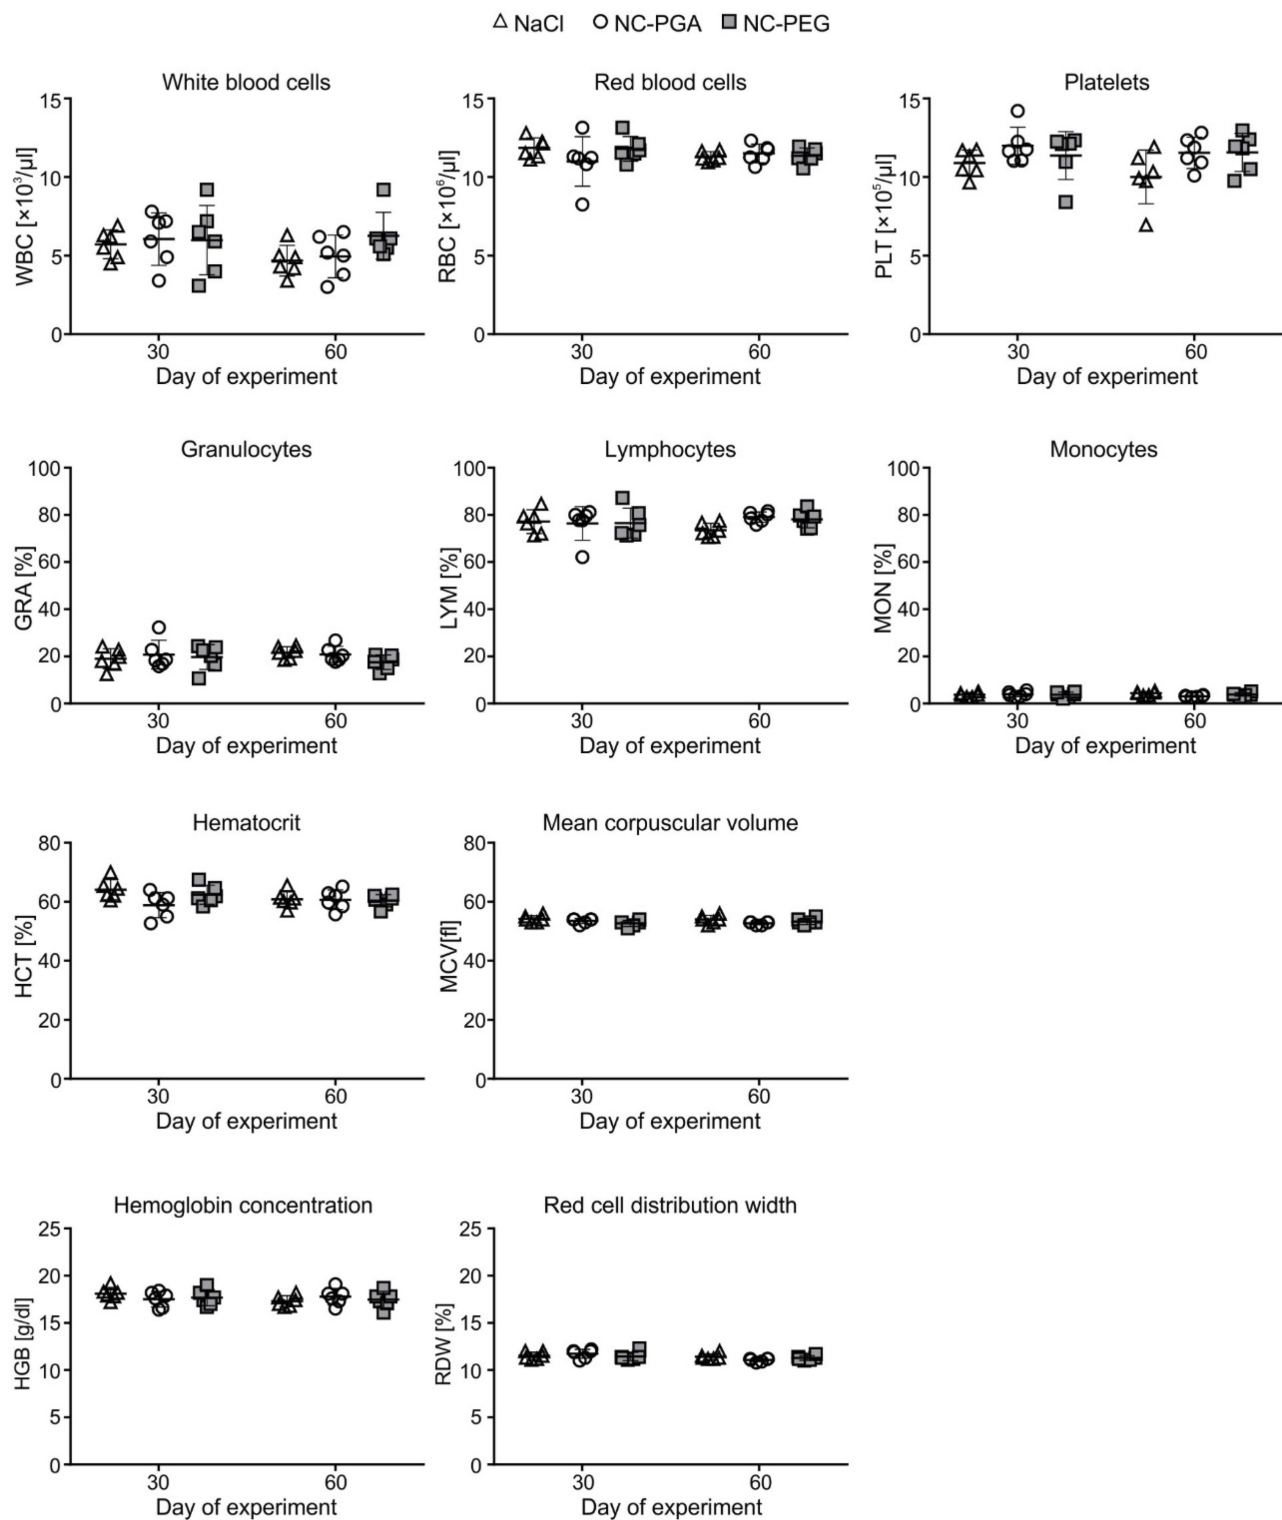 NaCl NC-PGA NC-PEG
White blood cells
WBC [×10³/µl]
15
10
5
0
30 60
Day of experiment
Red blood cells
RBC [×10⁶/µl]
15
10
5
0
30 60
Day of experiment
Platelets
PLT [×10⁵/µl]
15
10
5
0
30 60
Day of experiment
Granulocytes
GRA [%]
100
80
60
40
20
0
30 60
Day of experiment
Lymphocytes
LYM [%]
100
80
60
40
20
0
30 60
Day of experiment
Monocytes
MON [%]
100
80
60
40
20
0
30 60
Day of experiment
Hematocrit
HCT [%]
80
60
40
20
0
30 60
Day of experiment
Mean corpuscular volume
MCV[fl]
80
60
40
20
0
30 60
Day of experiment
Hemoglobin concentration
HGB [g/dl]
25
20
15
10
5
0
30 60
Day of experiment
Red cell distribution width
RDW [%]
25
20
15
10
5
0
30 60
Day of experiment